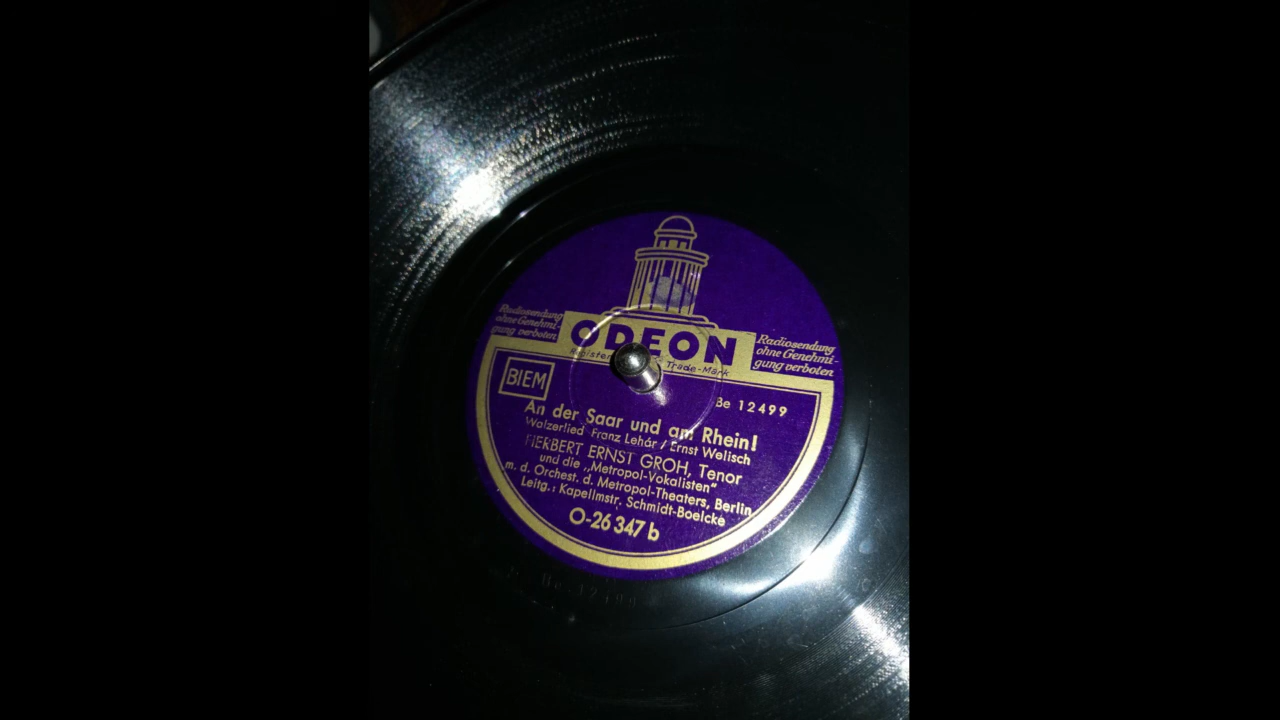 Radiosendung
ohne Genehmi-
gung verboten
ODEON
Trade-Mark
Radiosendung
ohne Genehmi-
gung verboten
BIEM
Be 12499
An der Saar und am Rhein!
Walzerlied Franz Lehár / Ernst Welisch
HERBERT ERNST GROH, Tenor
und die „Metropol-Vokalisten"
m. d. Orchest. d. Metropol-Theaters, Berlin
Leitg.: Kapellmstr. Schmidt-Boelcke
O-26 347 b